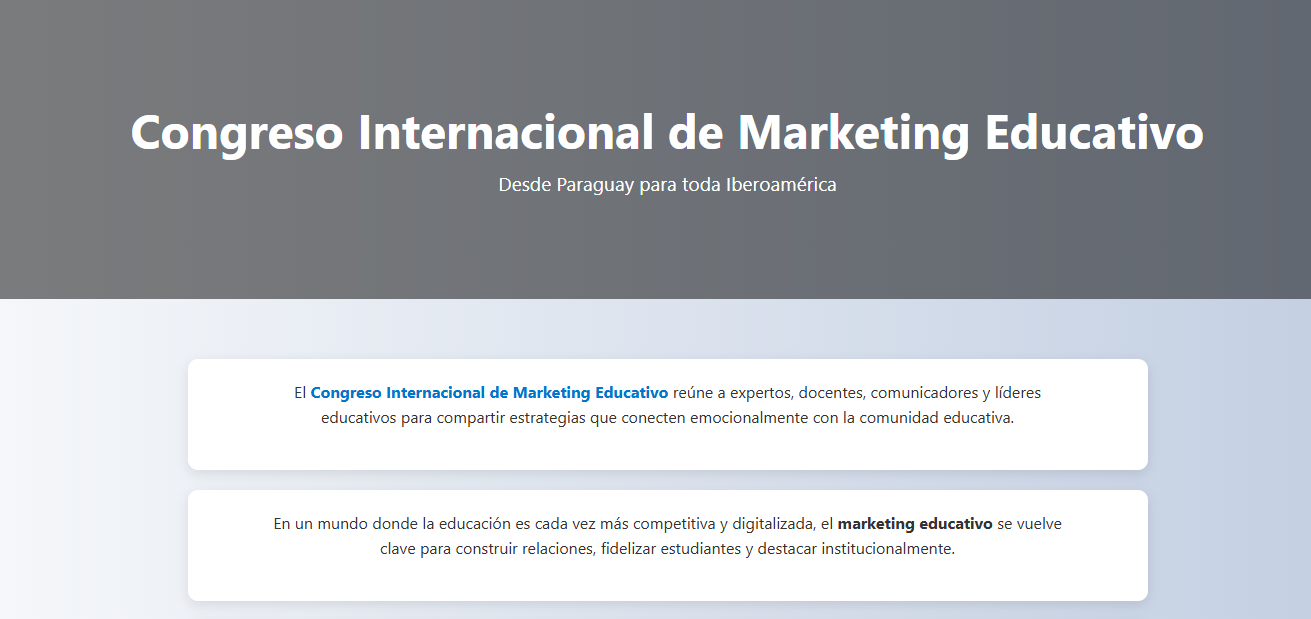 Congreso Internacional de Marketing Educativo
Desde Paraguay para toda Iberoamérica
El Congreso Internacional de Marketing Educativo reúne a expertos, docentes, comunicadores y líderes
educativos para compartir estrategias que conecten emocionalmente con la comunidad educativa.
En un mundo donde la educación es cada vez más competitiva y digitalizada, el marketing educativo se vuelve
clave para construir relaciones, fidelizar estudiantes y destacar institucionalmente.